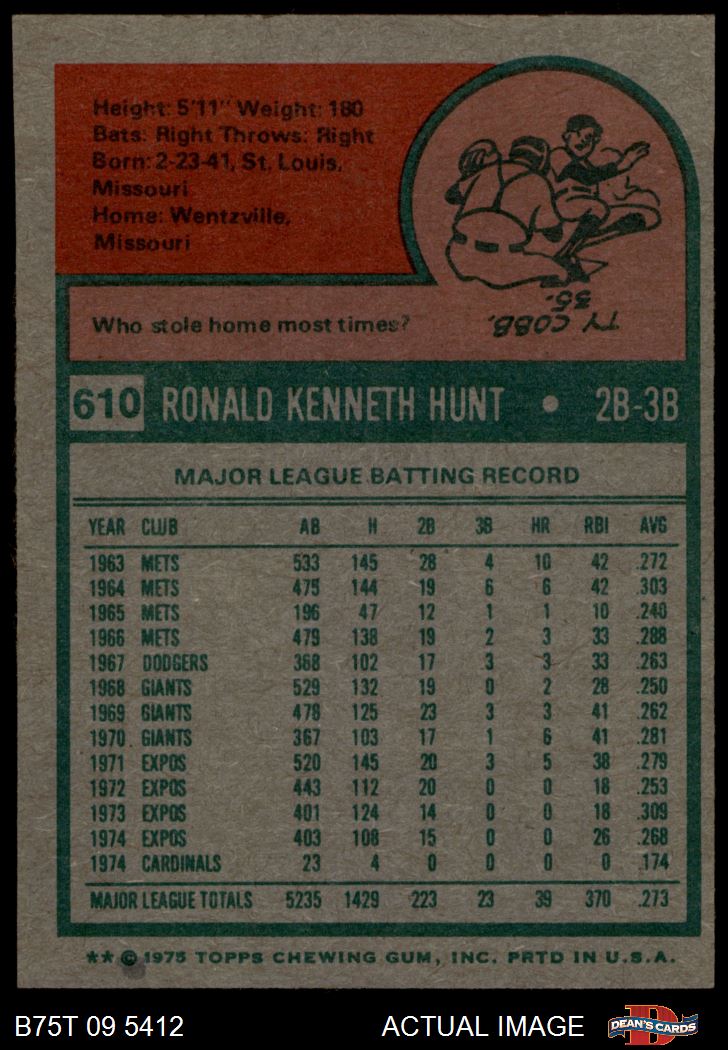 Height: 5'11" Weight: 180
Bats: Right Throws: Right
Born: 2-23-41, St. Louis,
Missouri
Home: Wentzville,
Missouri
Who stole home most times?
TY COBB,
35.
610 RONALD KENNETH HUNT • 2B-3B
MAJOR LEAGUE BATTING RECORD
YEAR CLUB AB H 2B 3B HR RBI AVG
1963 METS 533 145 28 4 10 42 .272
1964 METS 475 144 19 6 6 42 .303
1965 METS 196 47 12 1 1 10 .240
1966 METS 479 138 19 2 3 33 .288
1967 DODGERS 368 102 17 3 3 33 .263
1968 GIANTS 529 132 19 0 2 28 .250
1969 GIANTS 478 125 23 3 3 41 .262
1970 GIANTS 367 103 17 1 6 41 .281
1971 EXPOS 520 145 20 3 5 38 .279
1972 EXPOS 443 112 20 0 0 18 .253
1973 EXPOS 401 124 14 0 0 18 .309
1974 EXPOS 403 108 15 0 0 26 .268
1974 CARDINALS 23 4 0 0 0 0 .174
MAJOR LEAGUE TOTALS 5235 1429 223 23 39 370 .273
** © 1975 TOPPS CHEWING GUM, INC. PRTD IN U.S.A.
B75T 09 5412 ACTUAL IMAGE D DEAN'S CARDS